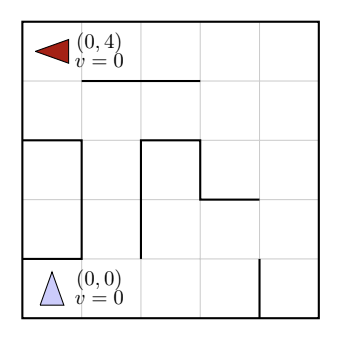 (0, 4)
v = 0
(0, 0)
v = 0